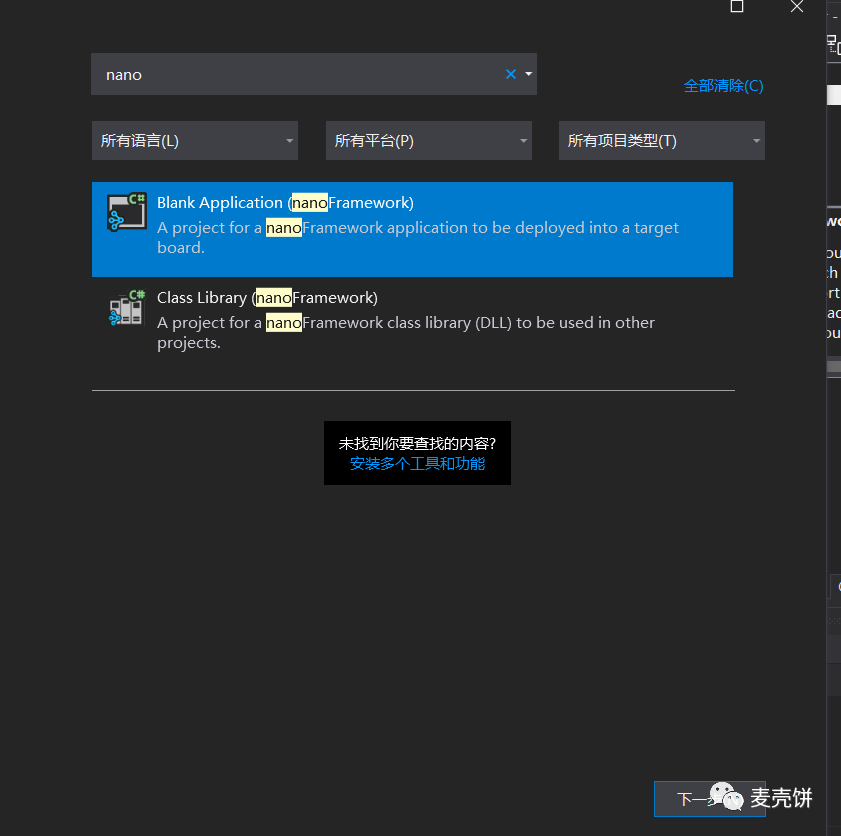 nano
全部清除(C)
所有语言(L)
所有平台(P)
所有项目类型(T)
C#
Blank Application (nanoFramework)
A project for a nanoFramework application to be deployed into a target
board.
C#
Class Library (nanoFramework)
A project for a nanoFramework class library (DLL) to be used in other
projects.
未找到你要查找的内容?
安装多个工具和功能
下一
麦壳饼